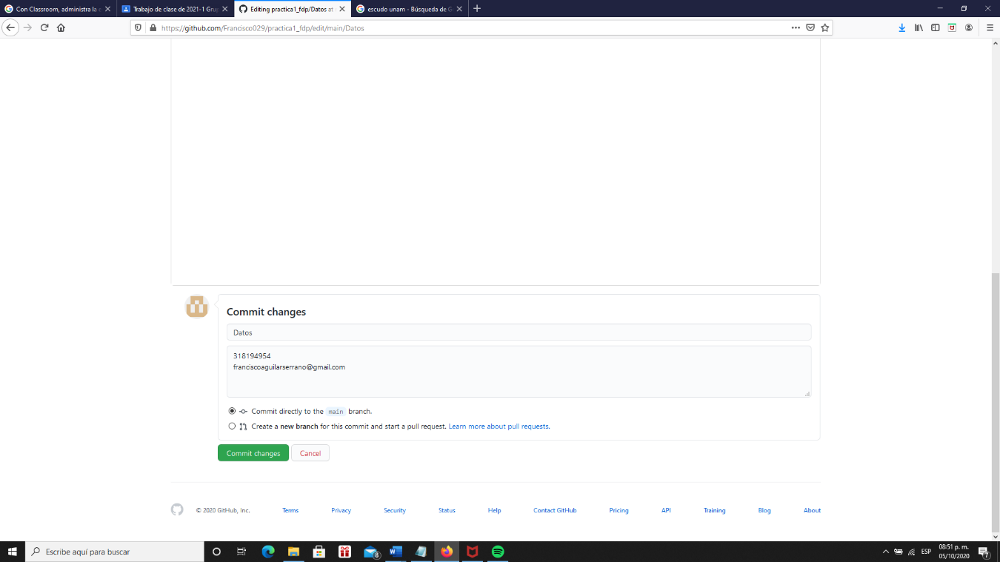 Con Classroom, administra la c
Trabajo de clase de 2021-1 Gru
Editing practica1_fdp/Datos at
escudo unam - Búsqueda de G
https://github.com/Francisco029/practica1_fdp/edit/main/Datos
Commit changes
Datos
318194954
franciscoaguilarserrano@gmail.com
Commit directly to the main branch.
Create a new branch for this commit and start a pull request. Learn more about pull requests.
Commit changes
Cancel
© 2020 GitHub, Inc.
Terms
Privacy
Security
Status
Help
Contact GitHub
Pricing
API
Training
Blog
About
Escribe aquí para buscar
8
ESP
08:51 p. m.
05/10/2020
7